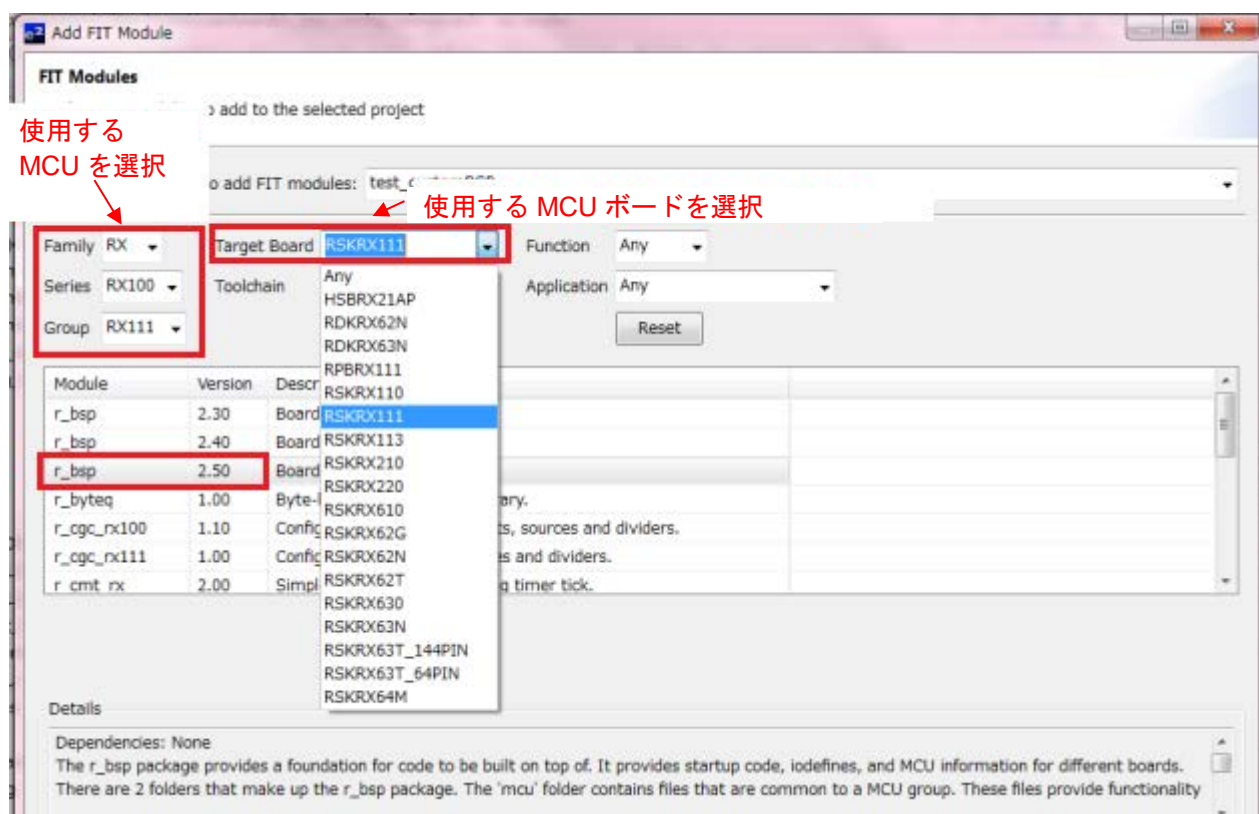 Add FIT Module
FIT Modules
o add to the selected project
使用する
MCU を選択
o add FIT modules:
使用する MCU ボードを選択
Family RX Target Board RSKRX111 Function Any
Series RX100 Toolchain Application Any
Group RX111 Reset
Any
HSBRX21AP
RDKRX62N
RDKRX63N
RPBRX111
RSKRX110
RSKRX111
RSKRX113
RSKRX210
RSKRX220
RSKRX610
RSKRX62G
RSKRX62N
RSKRX62T
RSKRX630
RSKRX63N
RSKRX63T_144PIN
RSKRX63T_64PIN
RSKRX64M
Module Version Descr
r_bsp 2.30 Board
r_bsp 2.40 Board
r_bsp 2.50 Board
r_byteq 1.00 Byte- ary.
r_cgc_rx100 1.10 Config ts, sources and dividers.
r_cgc_rx111 1.00 Config es and dividers.
r_cmt_rx 2.00 Simpl g timer tick.
Details
Dependencies: None
The r_bsp package provides a foundation for code to be built on top of. It provides startup code, iodefines, and MCU information for different boards.
There are 2 folders that make up the r_bsp package. The 'mcu' folder contains files that are common to a MCU group. These files provide functionality